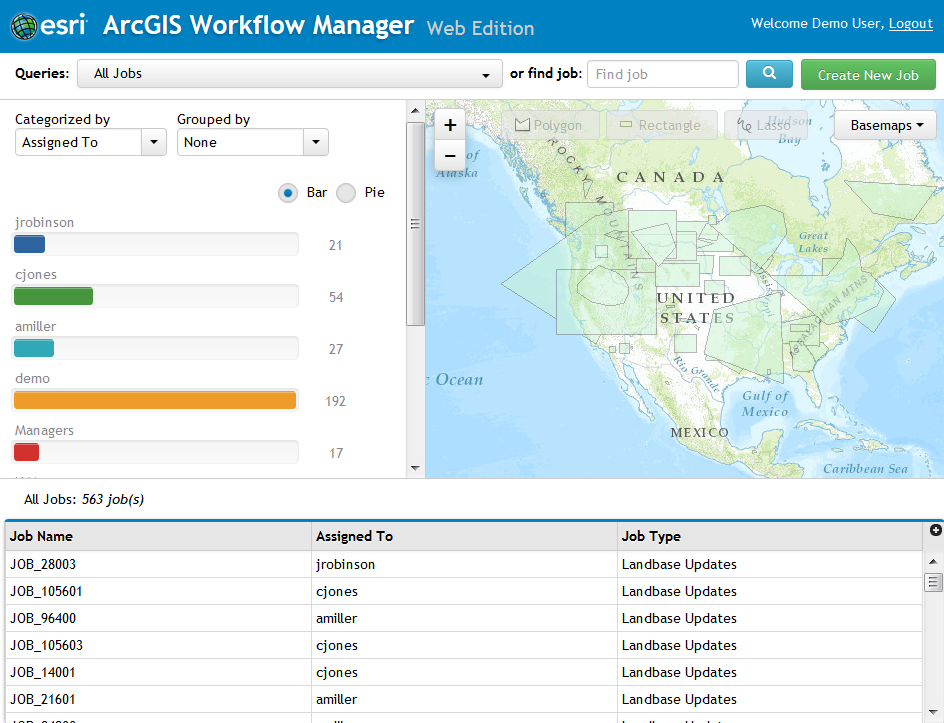 esri ArcGIS Workflow Manager Web Edition
Welcome Demo User, Logout
Queries: All Jobs or find job: Find job Create New Job
Categorized by Grouped by
Assigned To None
Bar Pie
jrobinson
21
cjones
54
amiller
27
demo
192
Managers
17
+ Polygon Rectangle Lasso Basemaps
−
of
Alaska
Hudson
Bay
ROCKY MOUNTAINS
CANADA
Great
Lakes
UNITED
STATES
APPALACHIAN MTNS
Rio Grande
Ocean
Gulf of
Mexico
MEXICO
Caribbean Sea
All Jobs: 563 job(s)
Job Name Assigned To Job Type
JOB_28003 jrobinson Landbase Updates
JOB_105601 cjones Landbase Updates
JOB_96400 amiller Landbase Updates
JOB_105603 cjones Landbase Updates
JOB_14001 cjones Landbase Updates
JOB_21601 amiller Landbase Updates